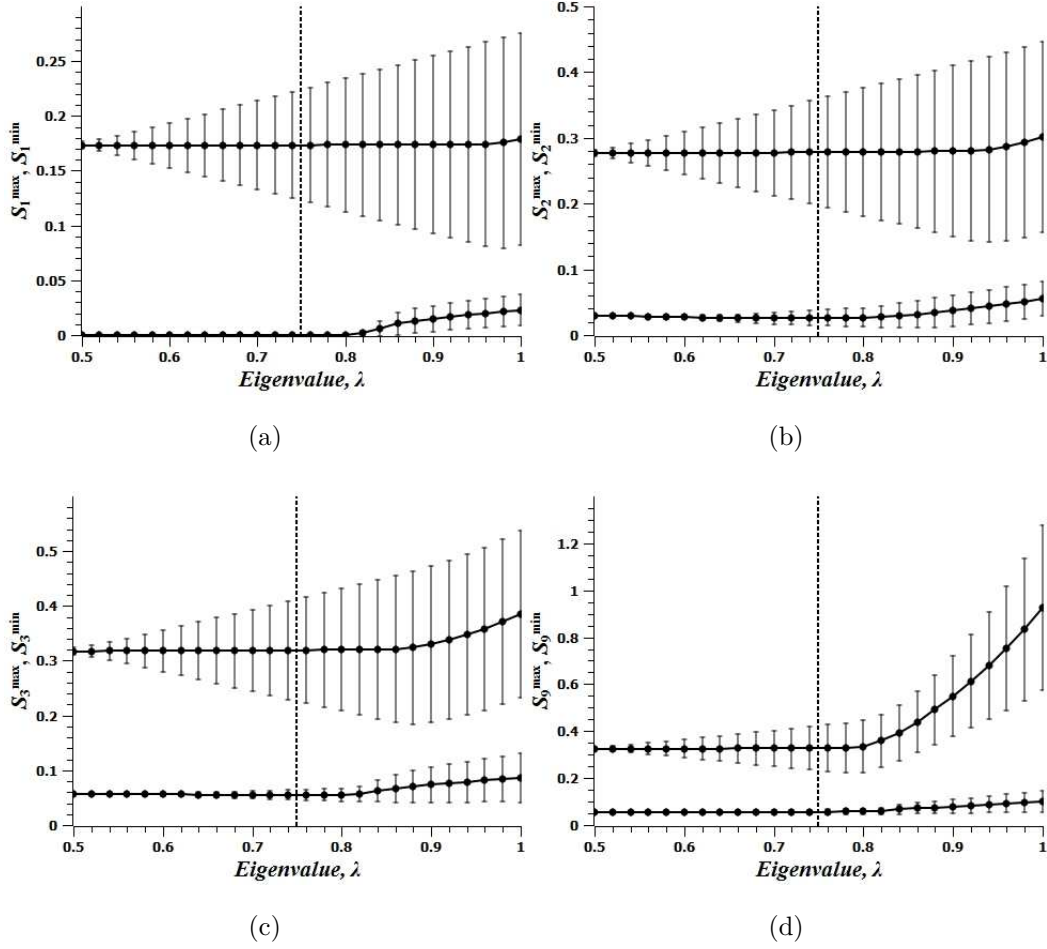 0.25
0.2
0.15
0.1
0.05
0
S₁ᵐᵃˣ, S₁ᵐⁱⁿ
0.5 0.6 0.7 0.8 0.9 1
Eigenvalue, λ
(a)
0.5
0.4
0.3
0.2
0.1
0
S₂ᵐᵃˣ, S₂ᵐⁱⁿ
0.5 0.6 0.7 0.8 0.9 1
Eigenvalue, λ
(b)
0.5
0.4
0.3
0.2
0.1
0
S₃ᵐᵃˣ, S₃ᵐⁱⁿ
0.5 0.6 0.7 0.8 0.9 1
Eigenvalue, λ
(c)
1.2
1
0.8
0.6
0.4
0.2
0
S₉ᵐᵃˣ, S₉ᵐⁱⁿ
0.5 0.6 0.7 0.8 0.9 1
Eigenvalue, λ
(d)